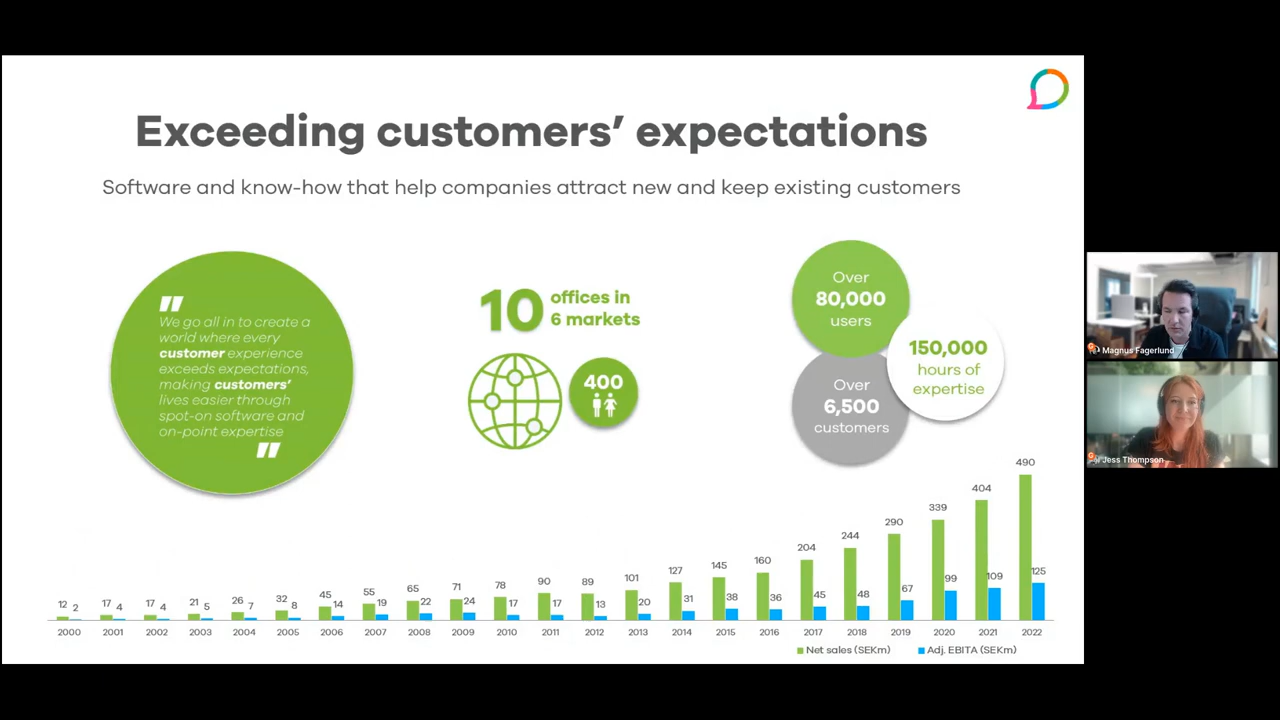 Exceeding customers’ expectations
Software and know-how that help companies attract new and keep existing customers
"
We go all in to create a
world where every
customer experience
exceeds expectations,
making customers’
lives easier through
spot-on software and
on-point expertise
"
10
offices in
6 markets
400
Over
80,000
users
150,000
hours of
expertise
Over
6,500
customers
12 2 17 4 17 4 21 5 26 7 32 8 45 14 55 19 65 22 71 24 78 17 90 17 89 13 101 20 127 31 145 38 160 36 204 45 244 48 290 67 339 99 404 109 490 125
2000 2001 2002 2003 2004 2005 2006 2007 2008 2009 2010 2011 2012 2013 2014 2015 2016 2017 2018 2019 2020 2021 2022
Net sales (SEKm) Adj. EBITA (SEKm)
Magnus Fagerlund
Jess Thompson